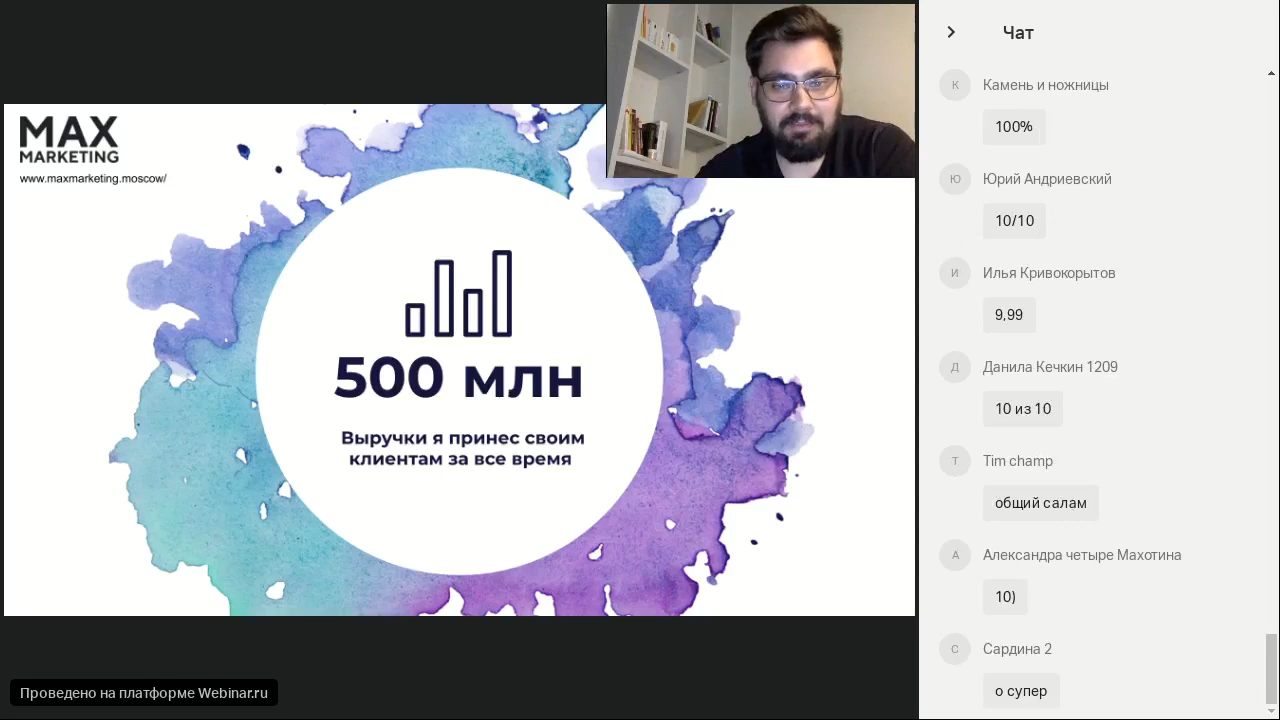 MAX
MARKETING
www.maxmarketing.moscow/
500 млн
Выручки я принес своим
клиентам за все время
Проведено на платформе Webinar.ru
Чат
К
Камень и ножницы
100%
Ю
Юрий Андриевский
10/10
И
Илья Кривокорытов
9,99
Д
Данила Кечкин 1209
10 из 10
T
Tim champ
общий салам
А
Александра четыре Махотина
10)
С
Сардина 2
о супер